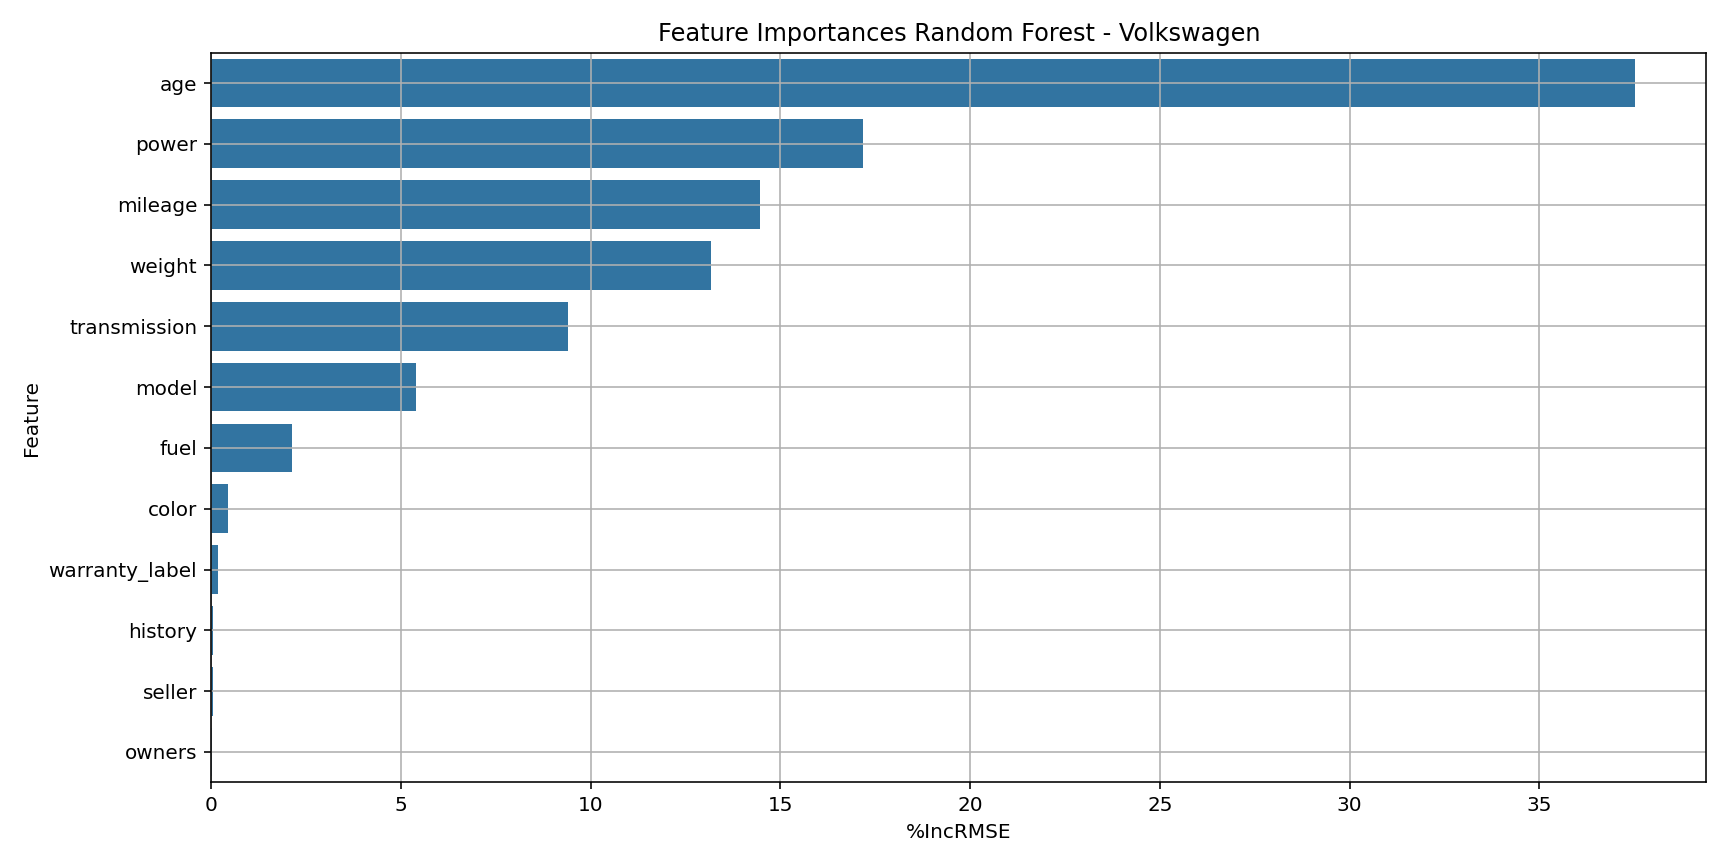 Feature Importances Random Forest - Volkswagen
age
power
mileage
weight
transmission
model
fuel
color
warranty_label
history
seller
owners
Feature
0 5 10 15 20 25 30 35
%IncRMSE